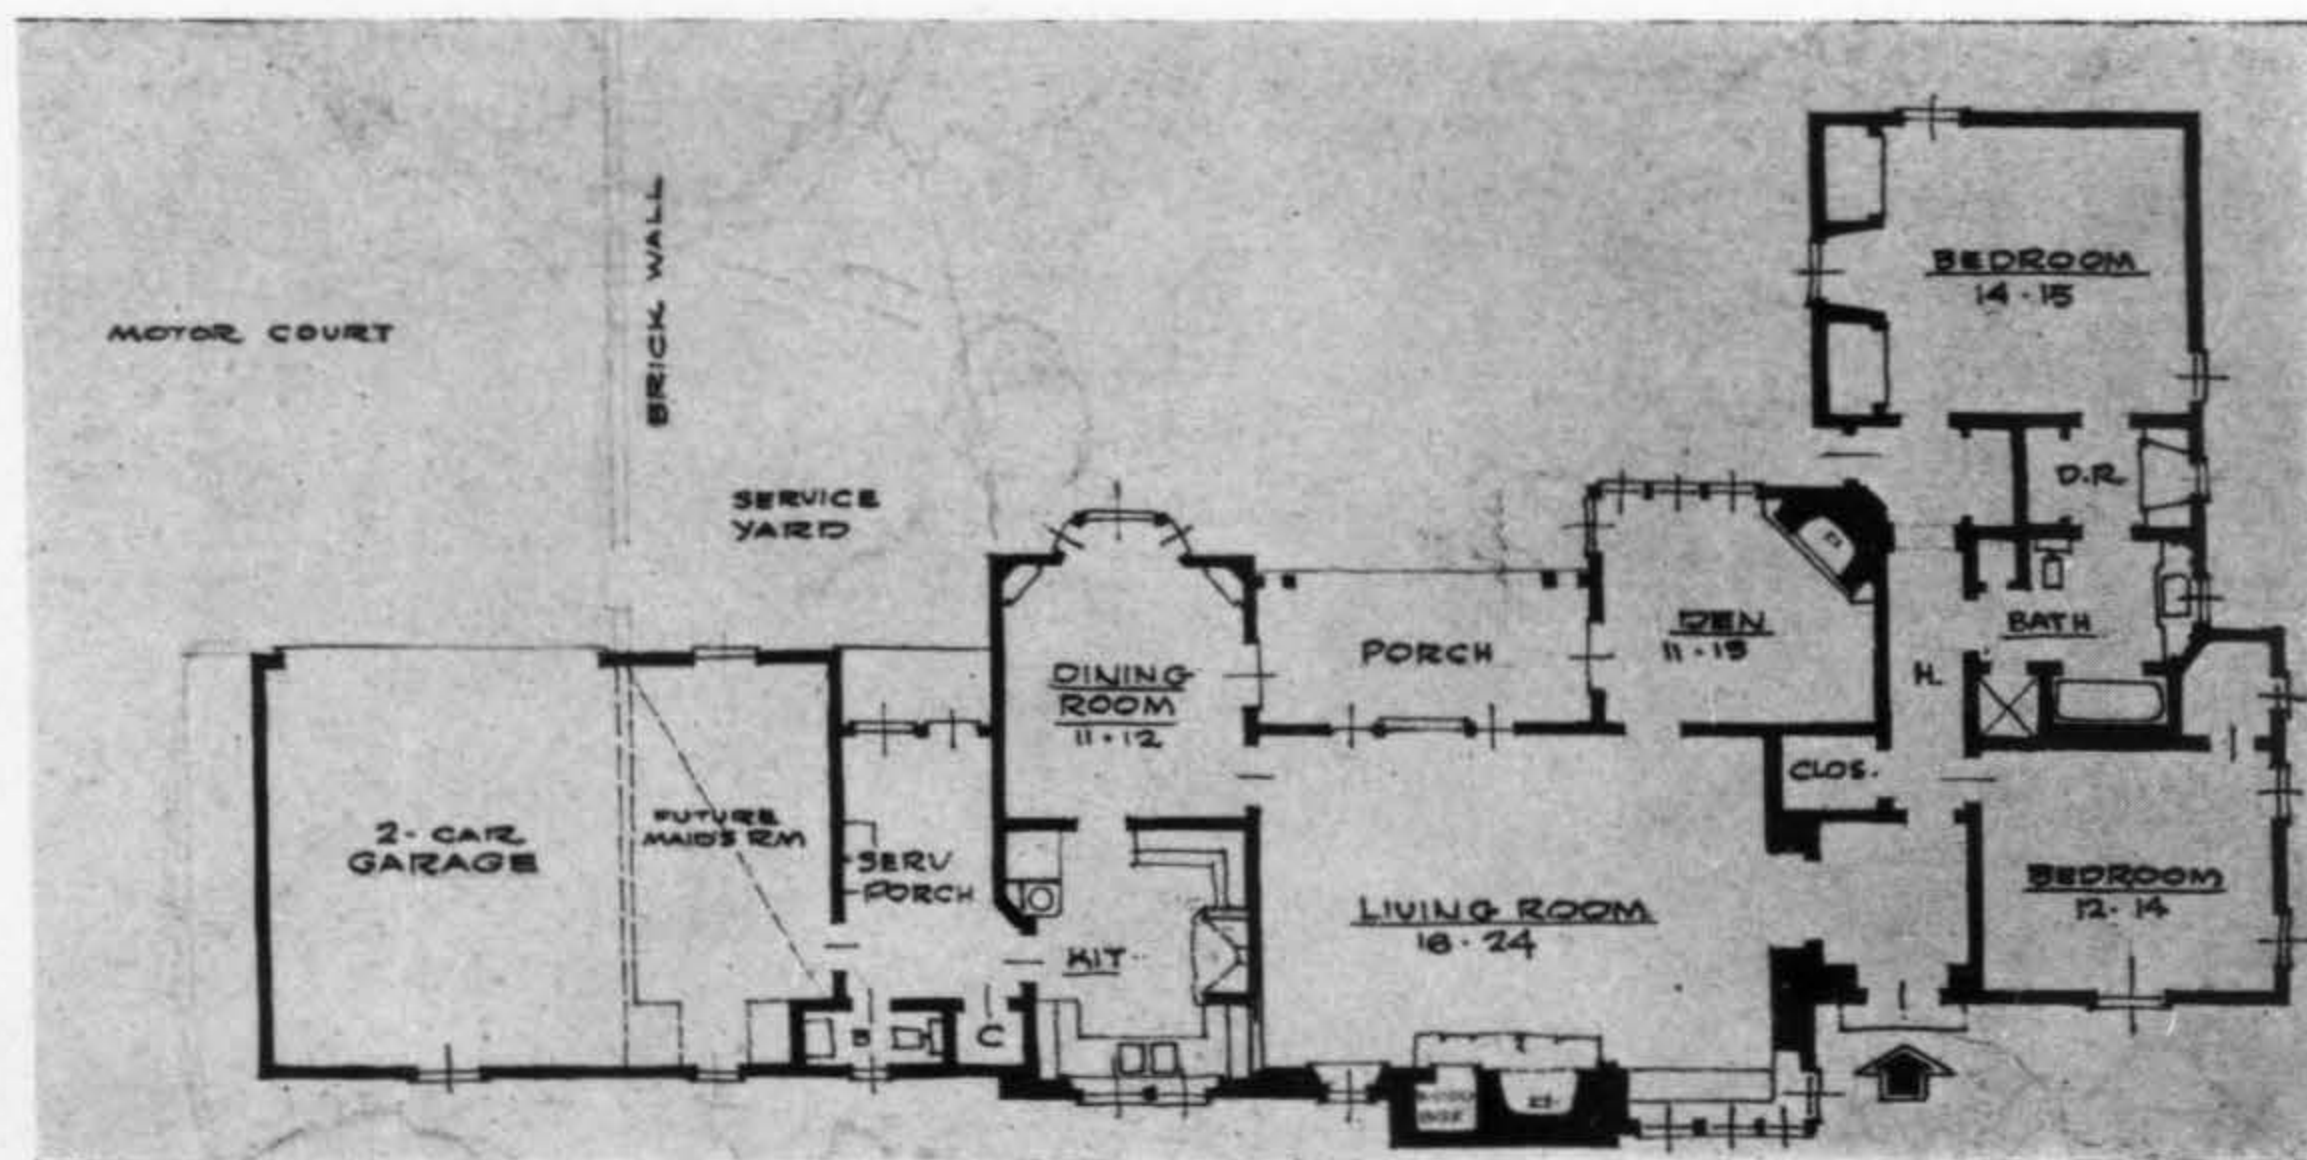 BEDROOM
14 - 15
BRICK WALL
MOTOR COURT
SERVICE
YARD
D.R.
DEN
11 - 15
BATH
PORCH
DINING
ROOM
11 - 12
H.
CLOS.
2 - CAR
GARAGE
FUTURE
MAID'S RM
SERV
PORCH
LIVING ROOM
16 - 24
BEDROOM
12 - 14
KIT.
B
C